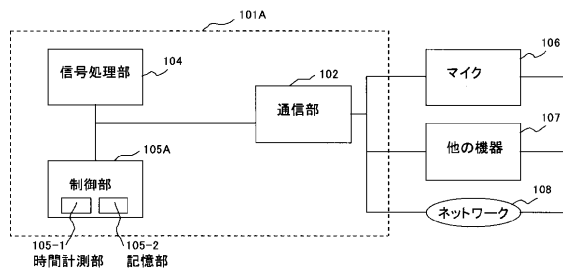 101A
信号処理部
104
102
通信部
106
マイク
107
他の機器
105A
制御部
108
ネットワーク
105-1
105-2
時間計測部
記憶部